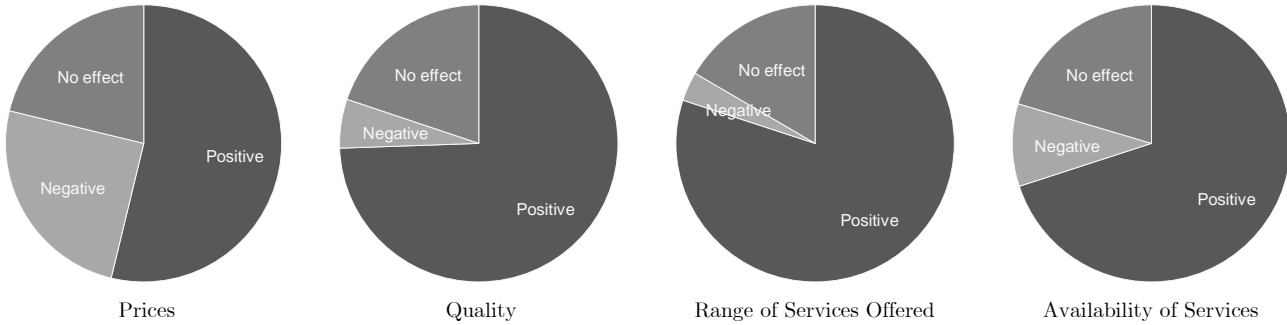 No effect
Positive
Negative
Prices
No effect
Negative
Positive
Quality
No effect
Negative
Positive
Range of Services Offered
No effect
Negative
Positive
Availability of Services